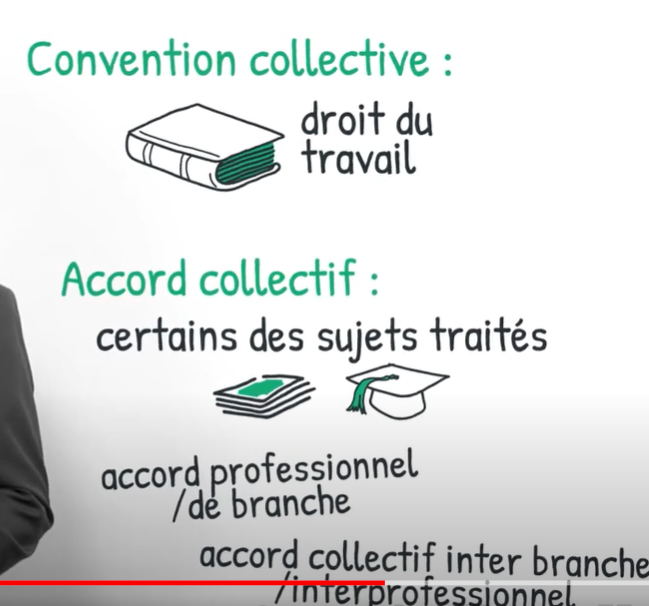 Convention collective :
droit du
travail
Accord collectif :
certains des sujets traités
accord professionnel
/de branche
accord collectif inter branche
/interprofessionnel